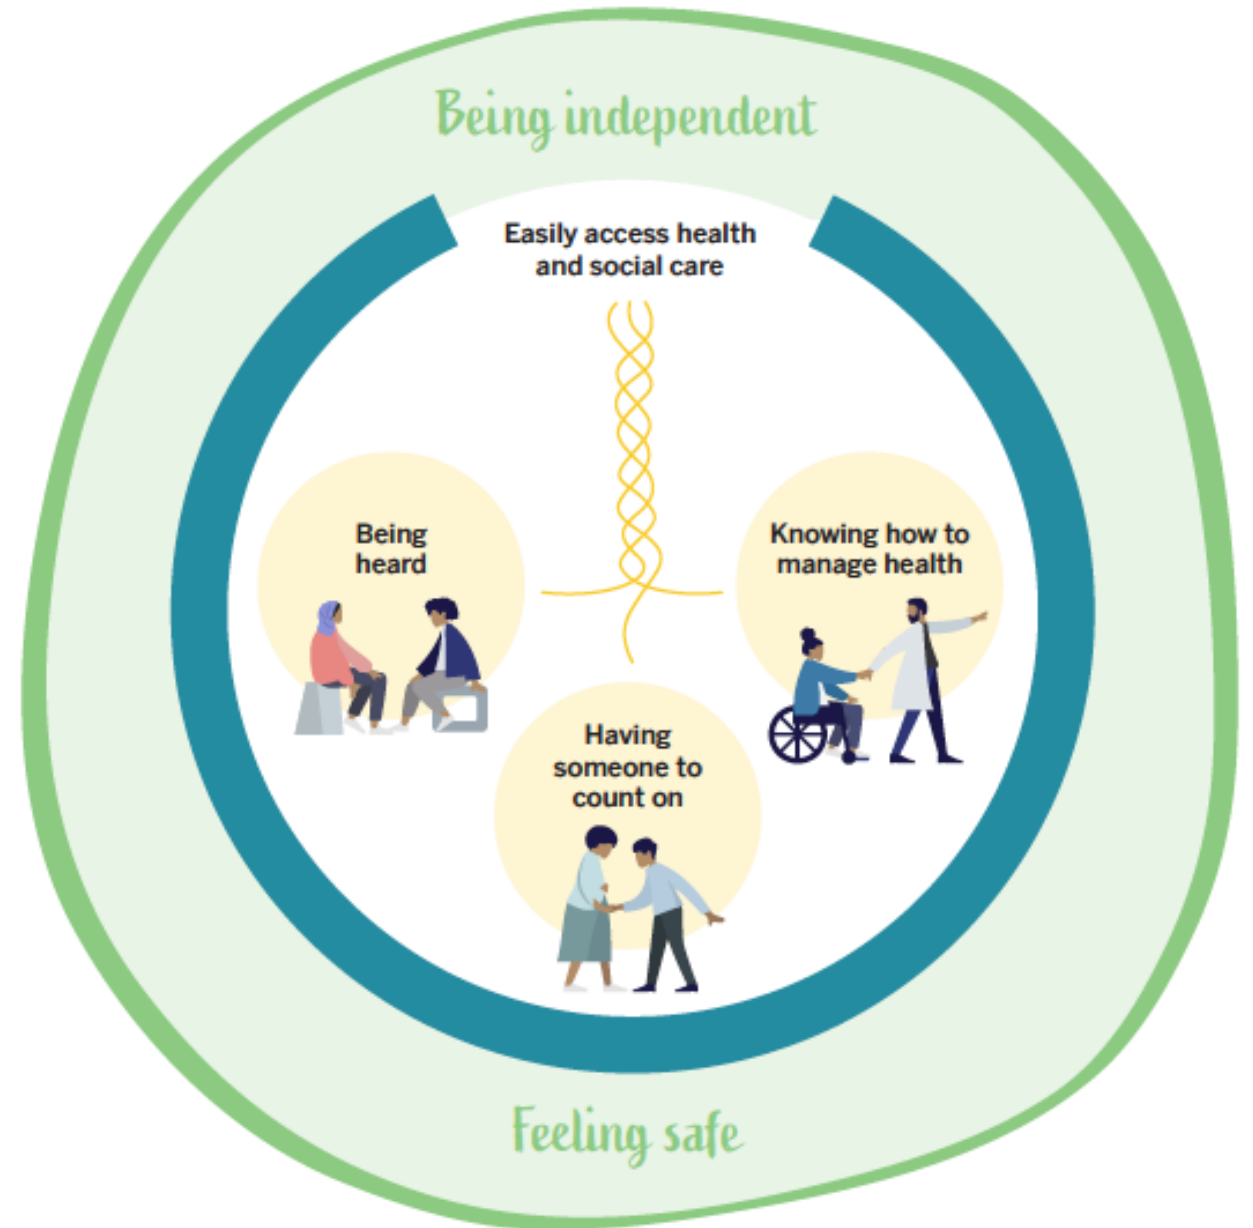 Being independent
Easily access health
and social care
Being
heard
Knowing how to
manage health
Having
someone to
count on
Feeling safe